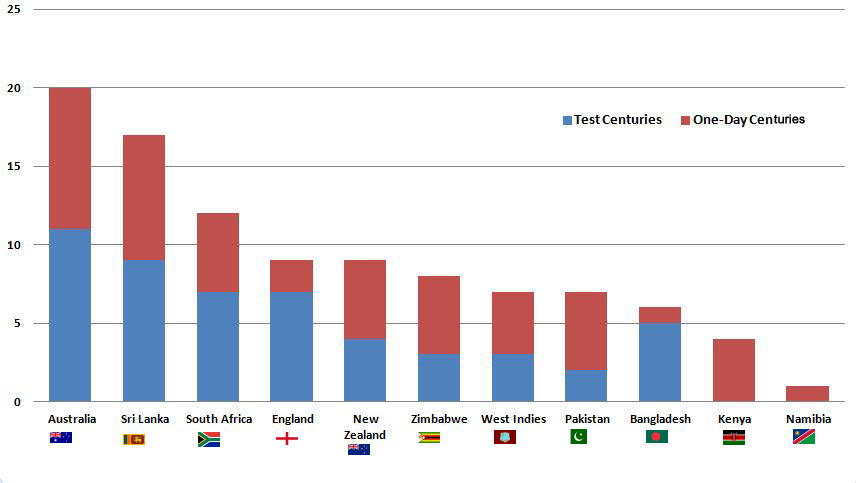 25
20
15
10
5
0
Test Centuries
One-Day Centuries
Australia
Sri Lanka
South Africa
England
New
Zealand
Zimbabwe
West Indies
Pakistan
Bangladesh
Kenya
Namibia